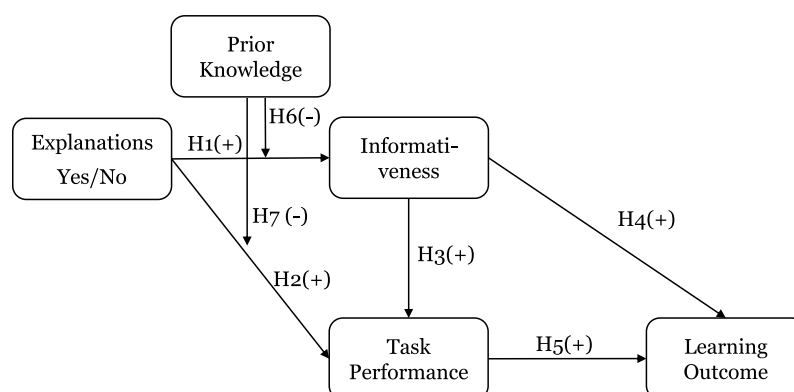 Prior
Knowledge
H6(-)
Explanations
Yes/No
H1(+)
Informati-
veness
H7 (-)
H4(+)
H3(+)
H2(+)
Task
Performance
H5(+)
Learning
Outcome